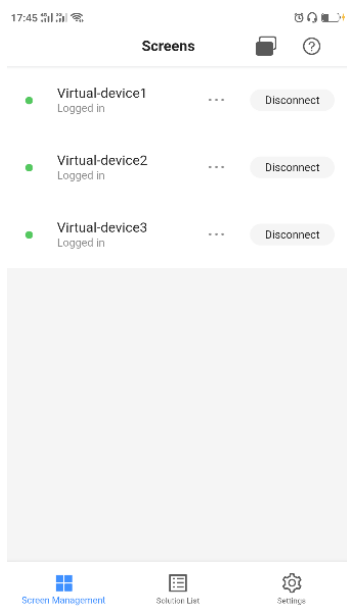 17:45
Screens
Virtual-device1
Logged in
Disconnect
Virtual-device2
Logged in
Disconnect
Virtual-device3
Logged in
Disconnect
Screen Management
Solution List
Settings